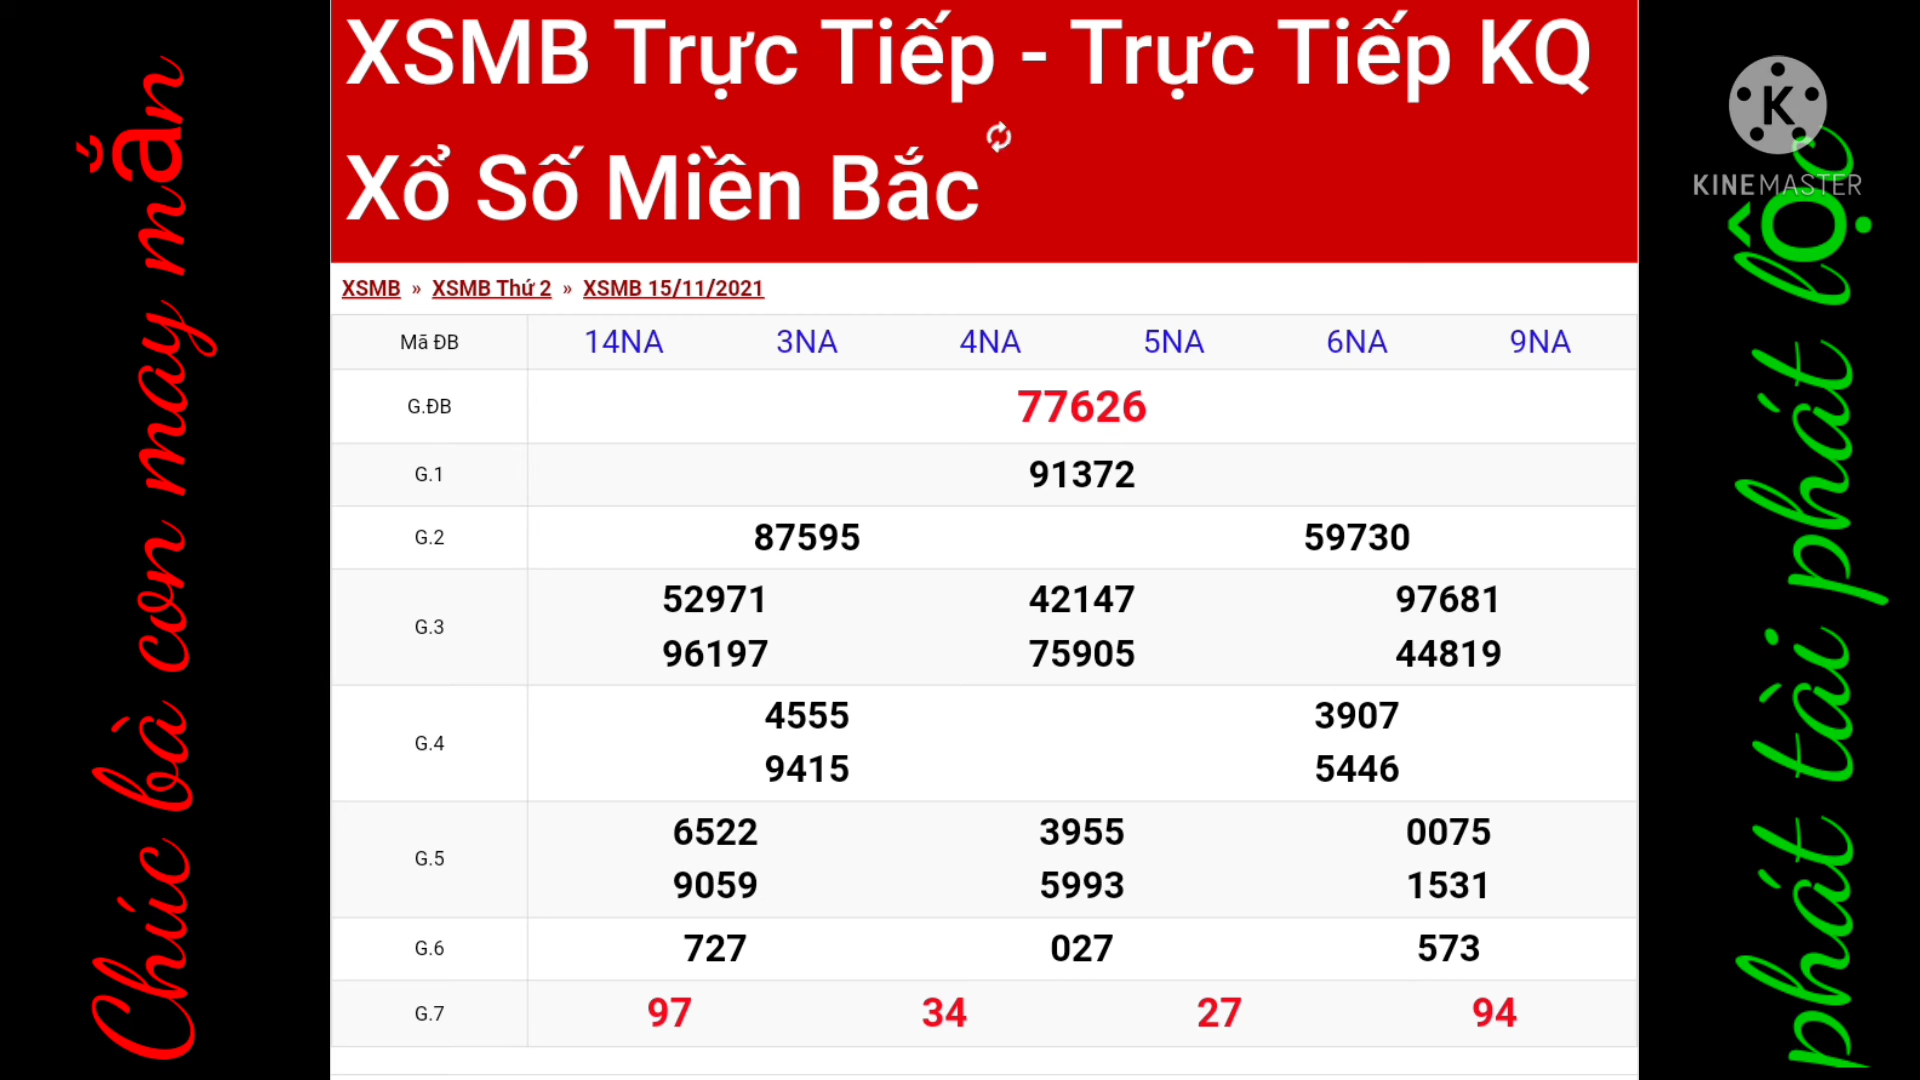 Chúc bà con may mắn
XSMB Trực Tiếp - Trực Tiếp KQ
Xổ Số Miền Bắc
XSMB » XSMB Thứ 2 » XSMB 15/11/2021
Mã ĐB 14NA 3NA 4NA 5NA 6NA 9NA
G.ĐB 77626
G.1 91372
G.2 87595 59730
G.3 52971 42147 97681
96197 75905 44819
G.4 4555 3907
9415 5446
G.5 6522 3955 0075
9059 5993 1531
G.6 727 027 573
G.7 97 34 27 94
K
KINEMASTER
phát tài phát lộc